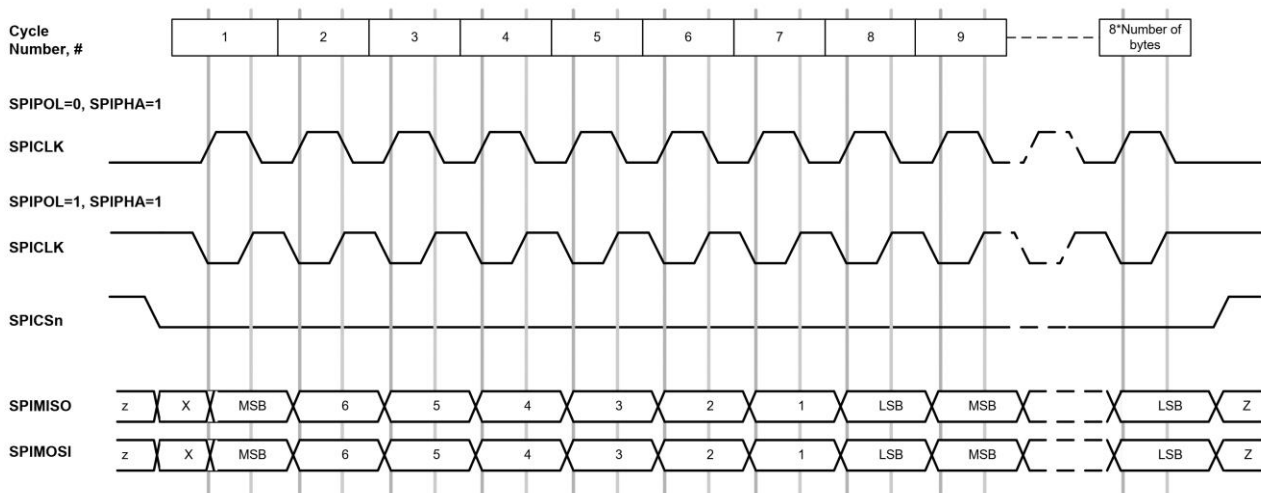 Cycle
Number, #
1 2 3 4 5 6 7 8 9 8*Number of
bytes
SPIPOL=0, SPIPHA=1
SPICLK
SPIPOL=1, SPIPHA=1
SPICLK
SPICSn
SPIMISO z X MSB 6 5 4 3 2 1 LSB MSB LSB Z
SPIMOSI z X MSB 6 5 4 3 2 1 LSB MSB LSB Z